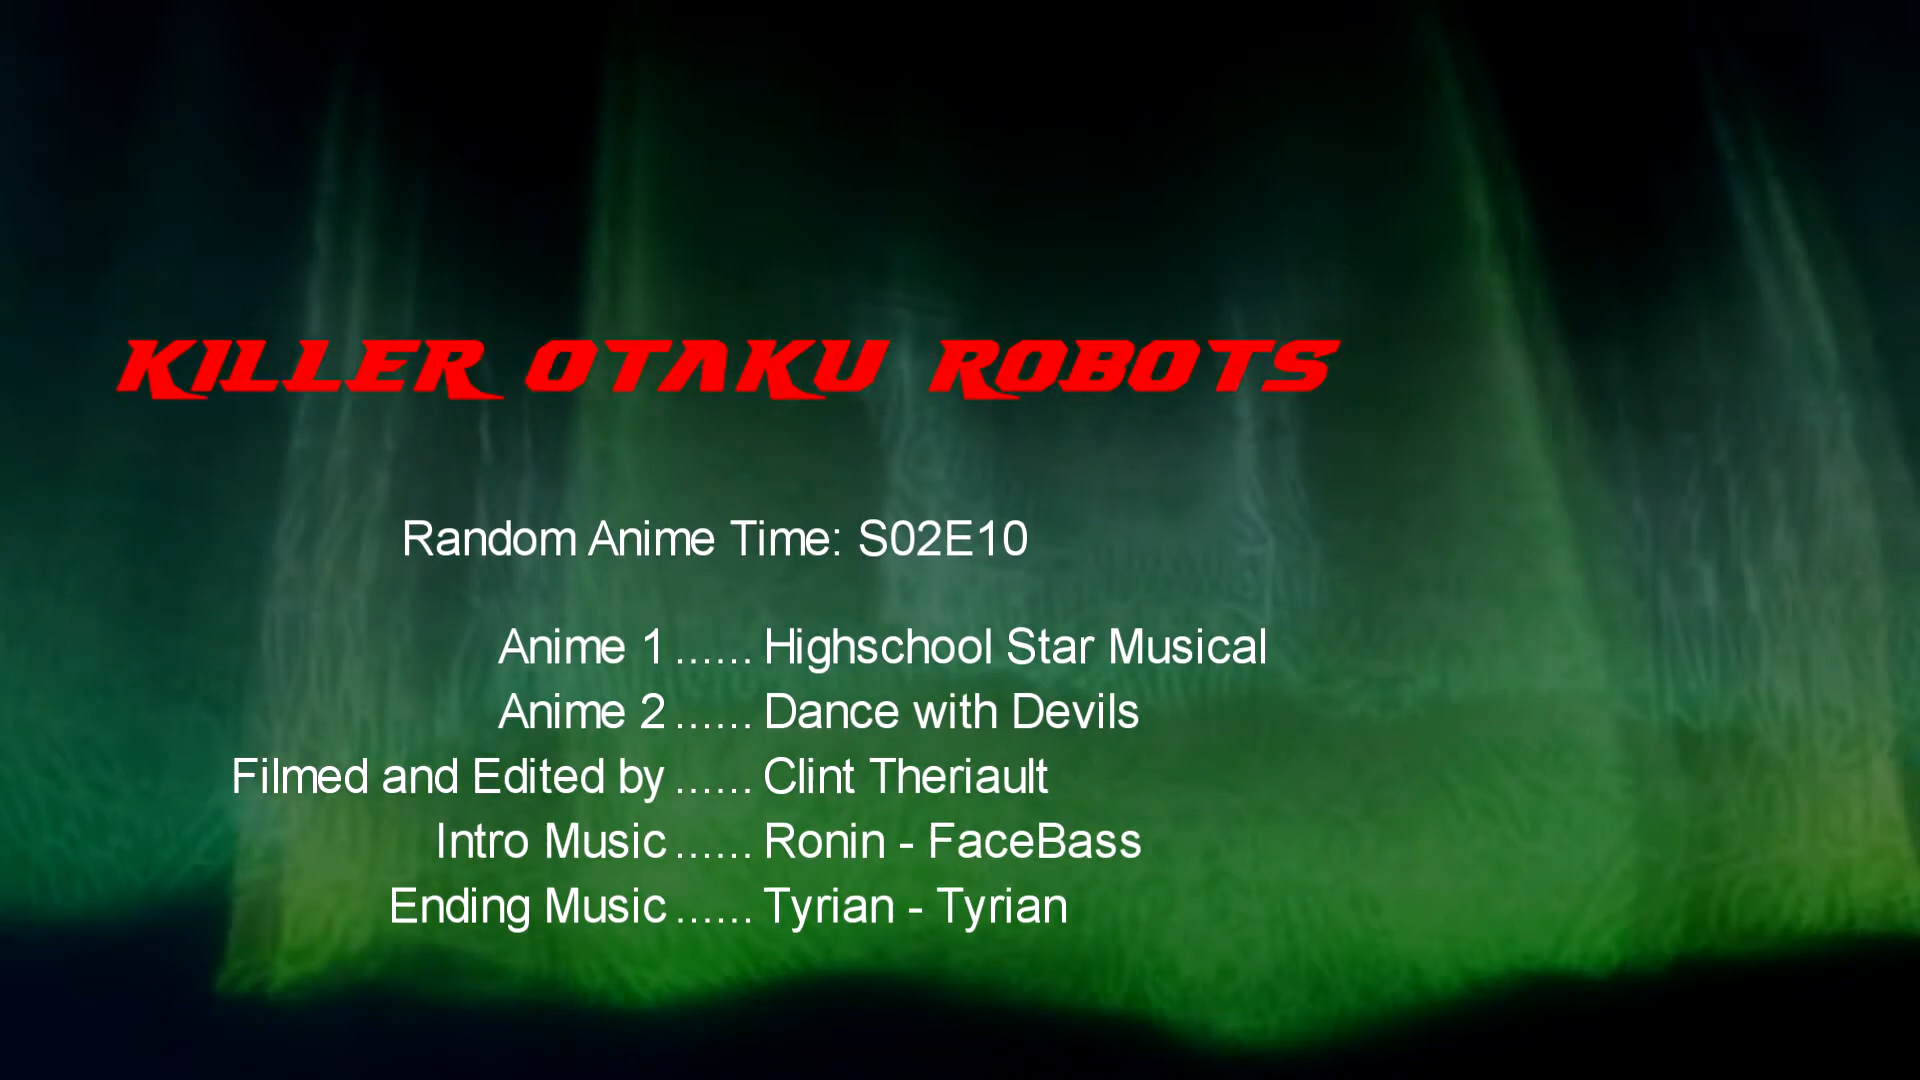 KILLER OTAKU ROBOTS
Random Anime Time: S02E10
Anime 1 ...... Highschool Star Musical
Anime 2 ...... Dance with Devils
Filmed and Edited by ...... Clint Theriault
Intro Music ...... Ronin - FaceBass
Ending Music ...... Tyrian - Tyrian